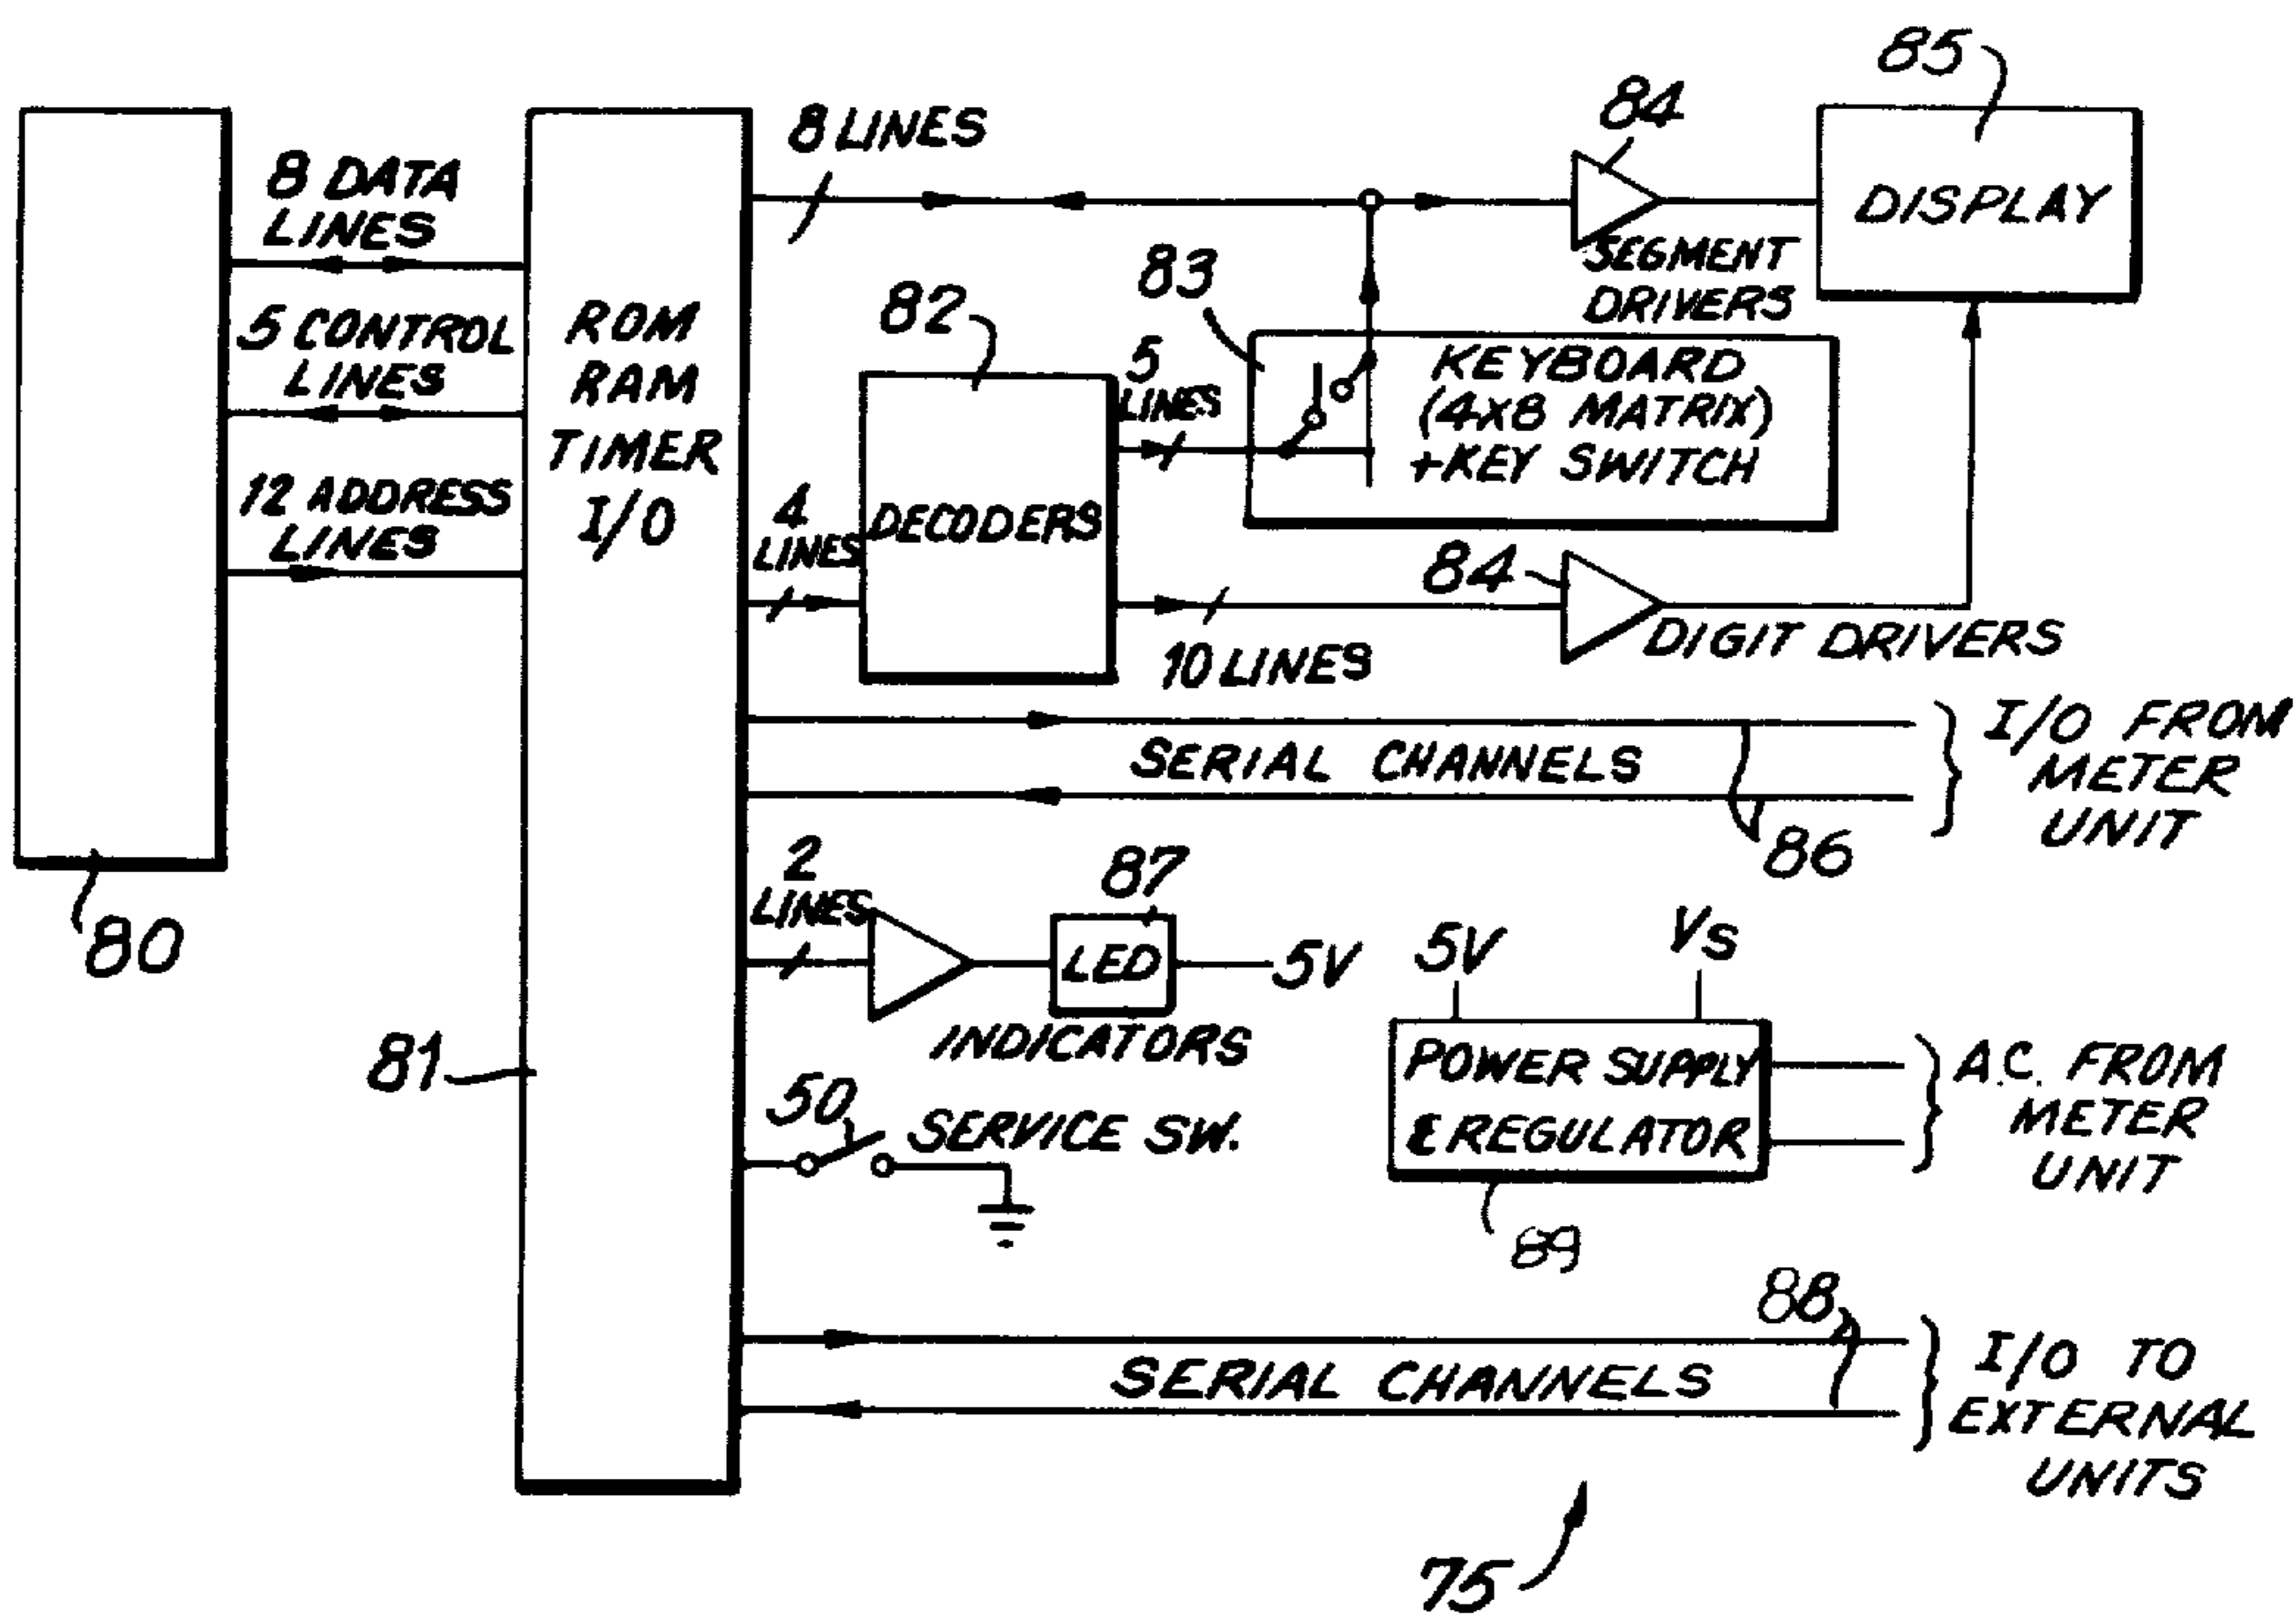 85
84
8 LINES
8 DATA
LINES
DISPLAY
SEGMENT
DRIVERS
83
82
5 CONTROL
LINES
ROM
RAM
TIMER
I/O
5
LINES
KEYBOARD
(4X8 MATRIX)
+KEY SWITCH
12 ADDRESS
LINES
4
LINES
DECODERS
84
DIGIT DRIVERS
10 LINES
I/O FROM
METER
UNIT
SERIAL CHANNELS
86
2
LINES
87
LED
5V
INDICATORS
80
5V
VS
81
POWER SUPPLY
& REGULATOR
A.C. FROM
METER
UNIT
50
SERVICE SW.
89
88
SERIAL CHANNELS
I/O TO
EXTERNAL
UNITS
75